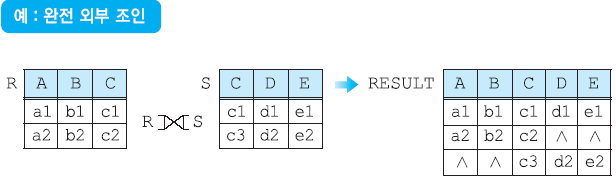 예 : 완전 외부 조인
R A B C S C D E RESULT A B C D E
a1 b1 c1 c1 d1 e1 a1 b1 c1 d1 e1
R ⟗ S
a2 b2 c2 c3 d2 e2 a2 b2 c2 ∧ ∧
∧ ∧ c3 d2 e2